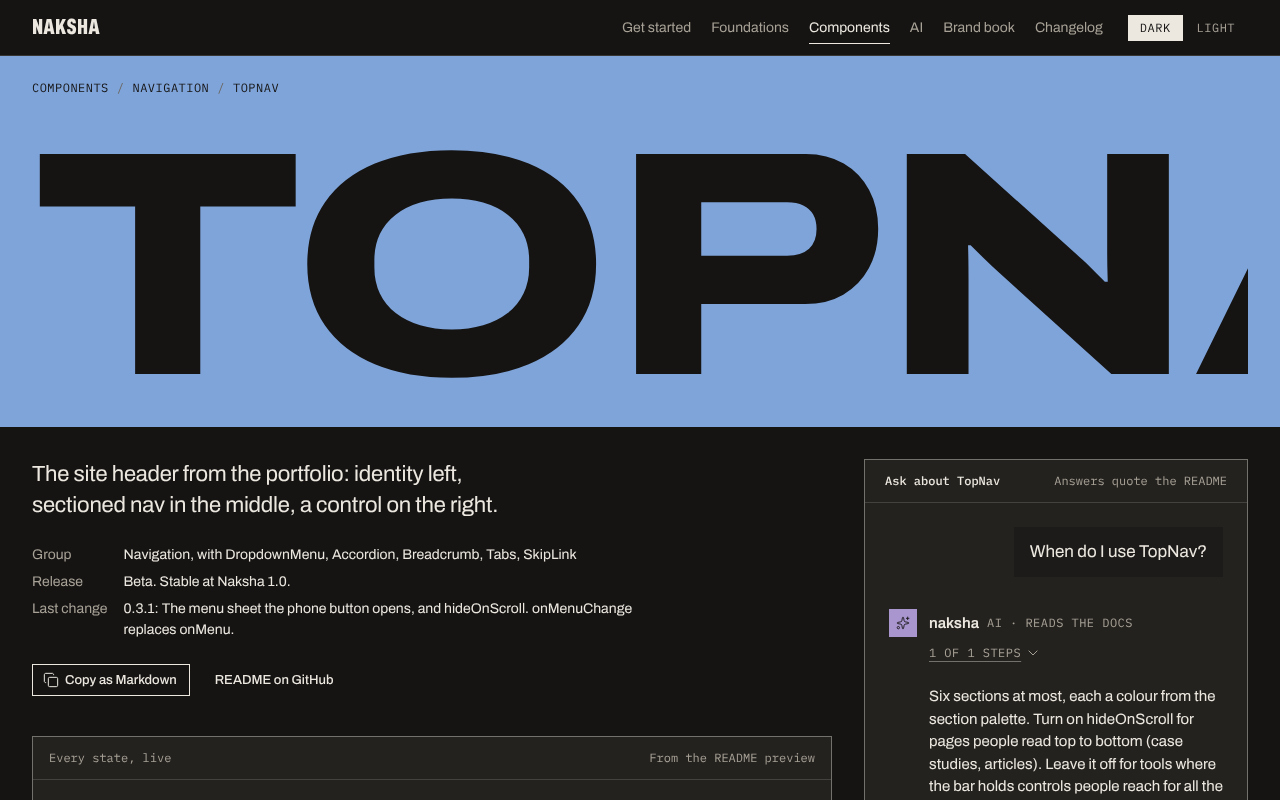 NAKSHA
Get started Foundations Components AI Brand book Changelog DARK LIGHT
COMPONENTS / NAVIGATION / TOPNAV
TOPN
The site header from the portfolio: identity left,
sectioned nav in the middle, a control on the right.
Group Navigation, with DropdownMenu, Accordion, Breadcrumb, Tabs, SkipLink
Release Beta. Stable at Naksha 1.0.
Last change 0.3.1: The menu sheet the phone button opens, and hideOnScroll. onMenuChange
replaces onMenu.
Copy as Markdown README on GitHub
Every state, live From the README preview
Ask about TopNav Answers quote the README
When do I use TopNav?
naksha AI · READS THE DOCS
1 OF 1 STEPS
Six sections at most, each a colour from the
section palette. Turn on hideOnScroll for
pages people read top to bottom (case
studies, articles). Leave it off for tools where
the bar holds controls people reach for all the